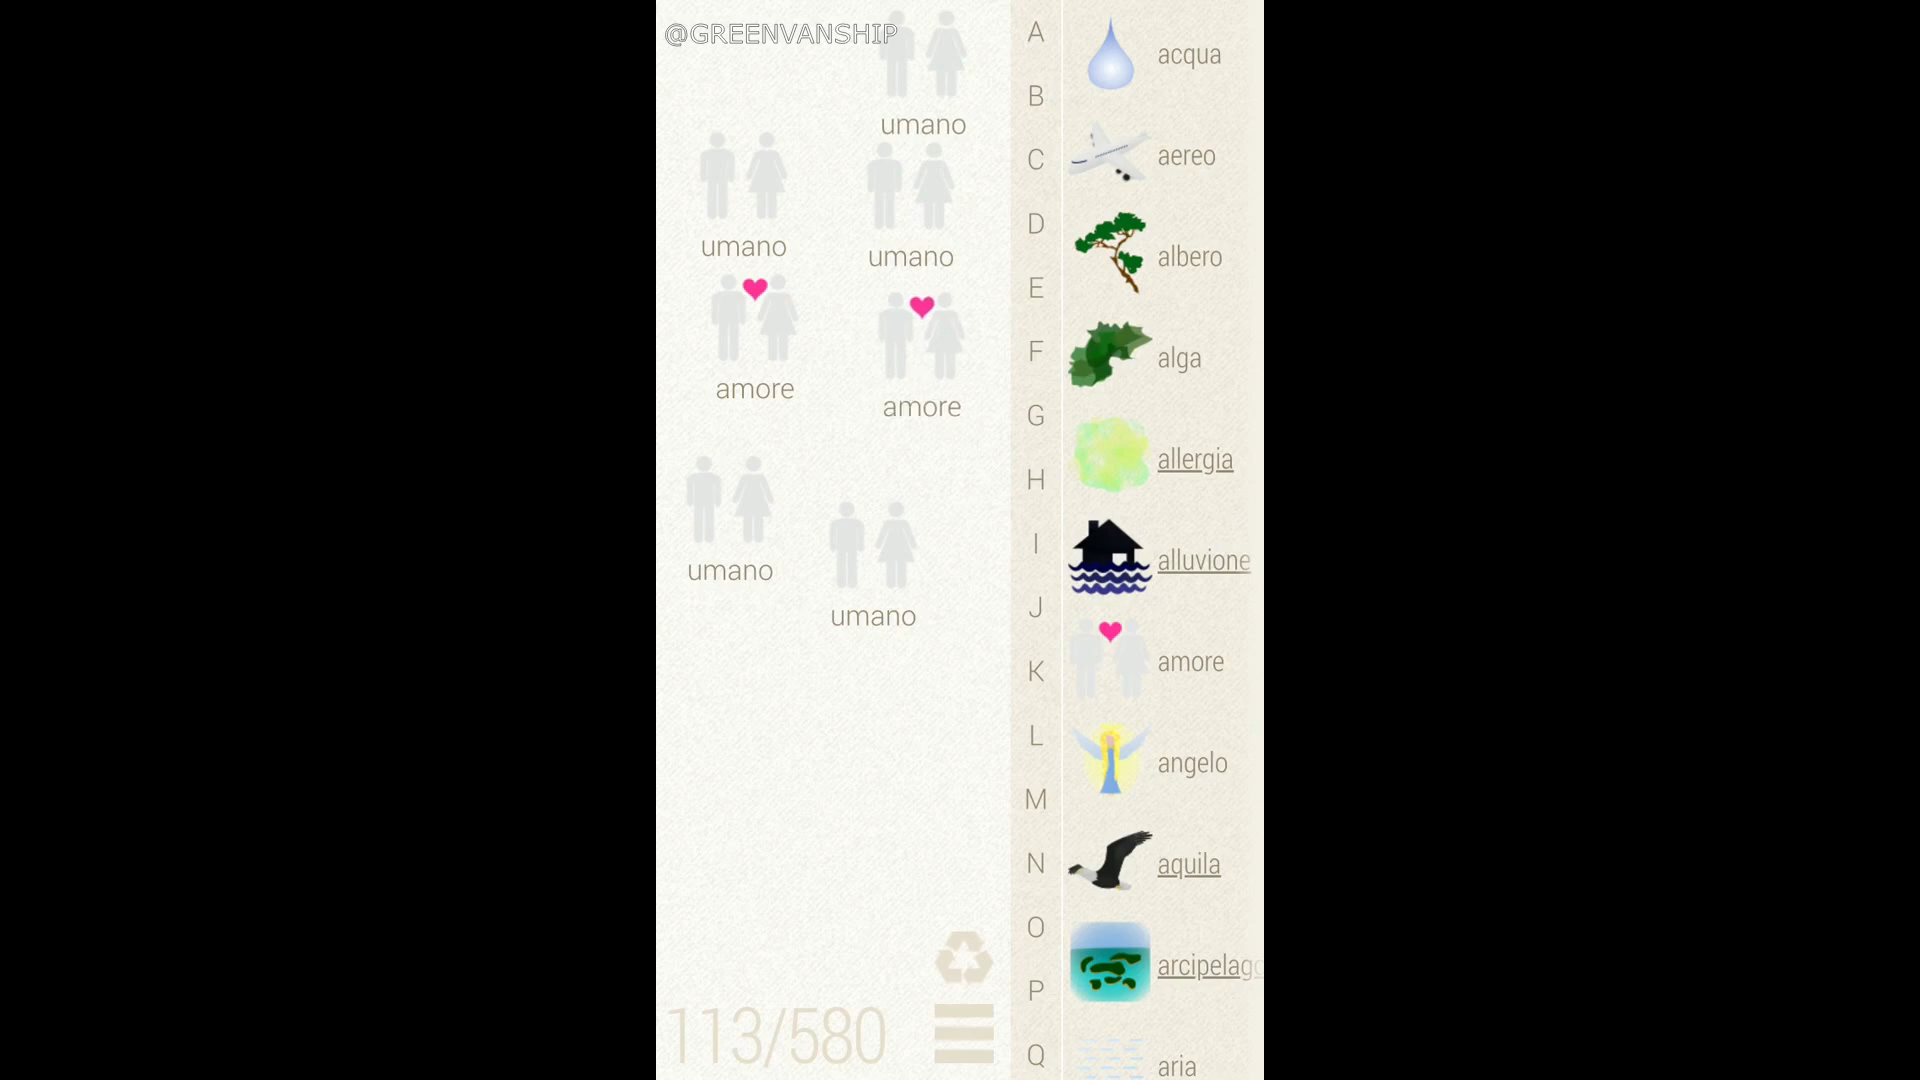 @GREENVANSHIP
umano
umano
umano
amore
amore
umano
umano
113/580
A
B
C
D
E
F
G
H
I
J
K
L
M
N
O
P
Q
acqua
aereo
albero
alga
allergia
alluvione
amore
angelo
aquila
arcipelago
aria